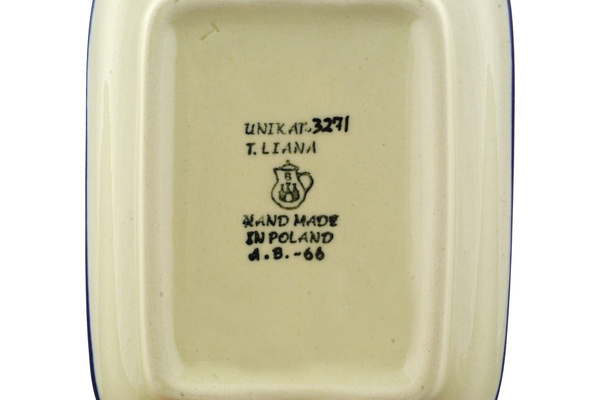 UNIKAT. 3271
T. LIANA
B
HAND MADE
IN POLAND
A.B.-66